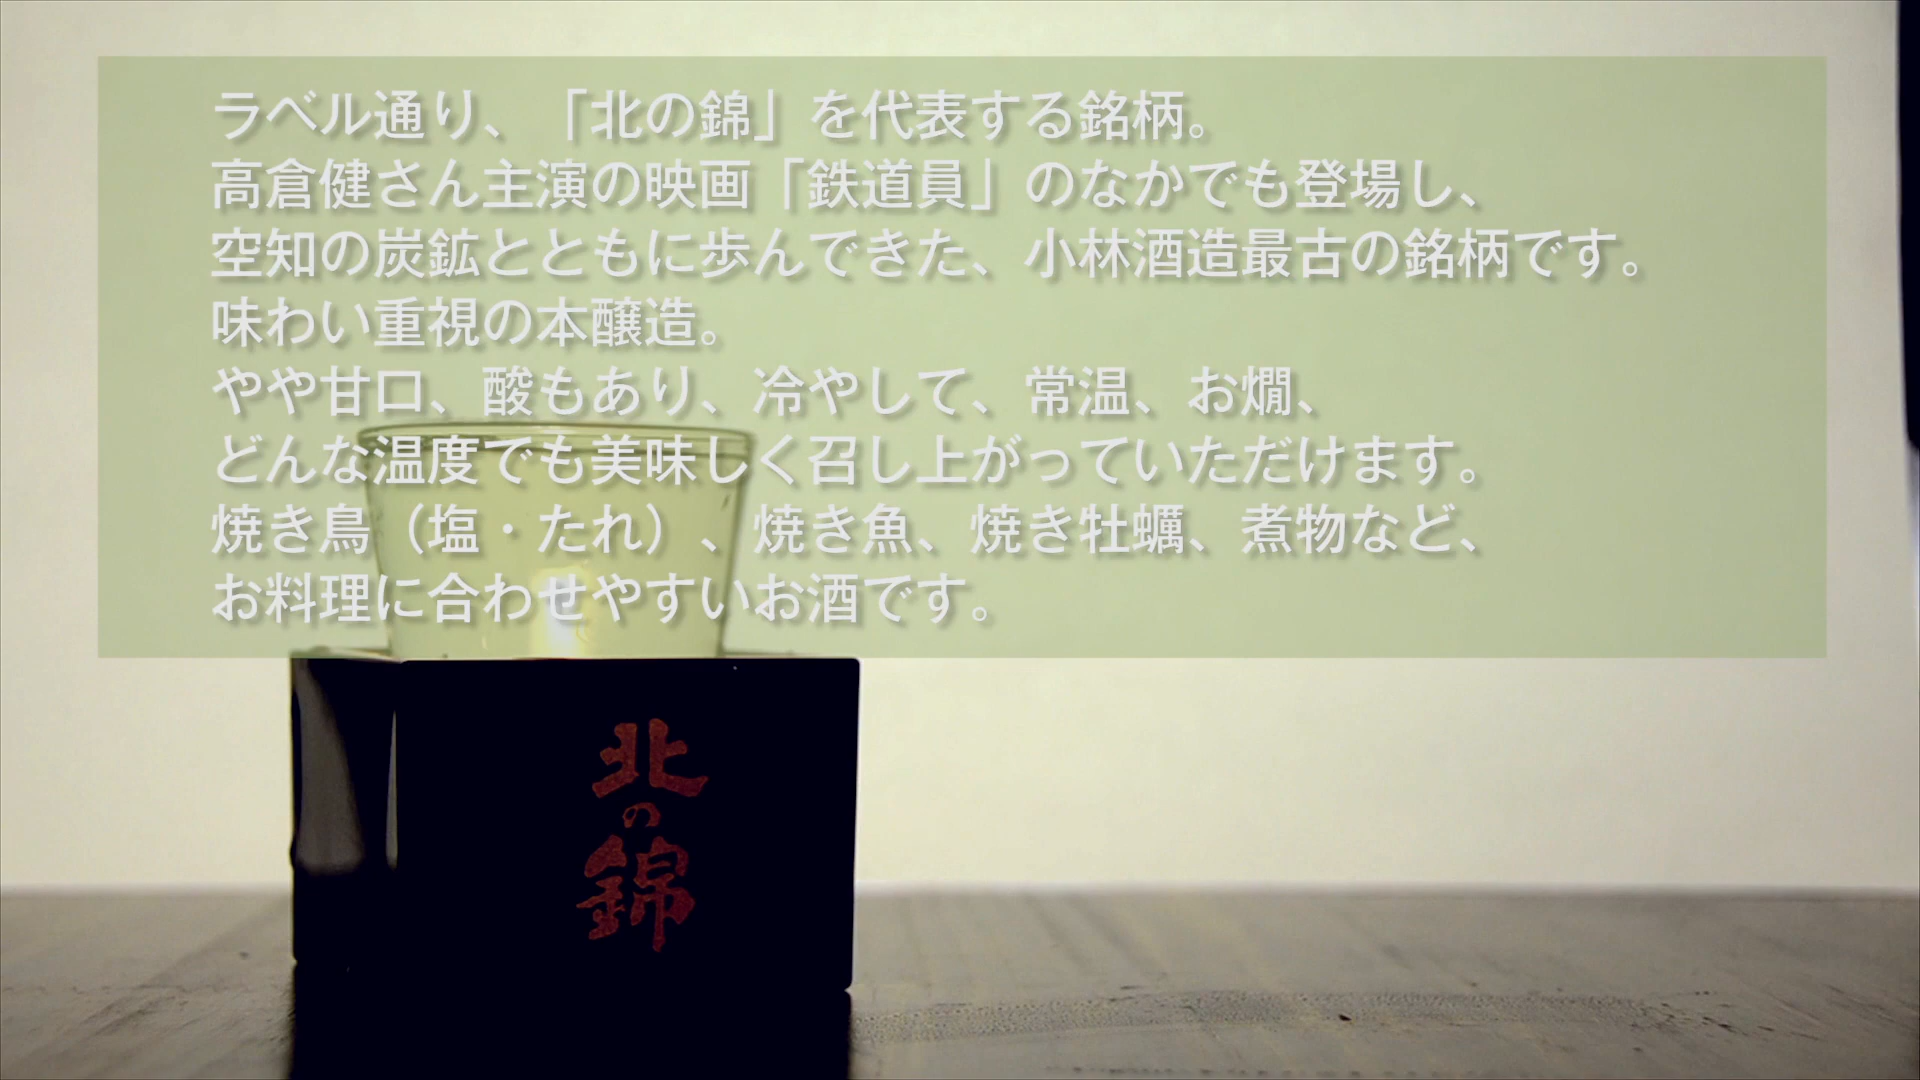 ラベル通り、「北の錦」を代表する銘柄。
高倉健さん主演の映画「鉄道員」のなかでも登場し、
空知の炭鉱とともに歩んできた、小林酒造最古の銘柄です。
味わい重視の本醸造。
やや甘口、酸もあり、冷やして、常温、お燗、
どんな温度でも美味しく召し上がっていただけます。
焼き鳥（塩・たれ）、焼き魚、焼き牡蠣、煮物など、
お料理に合わせやすいお酒です。
北の錦